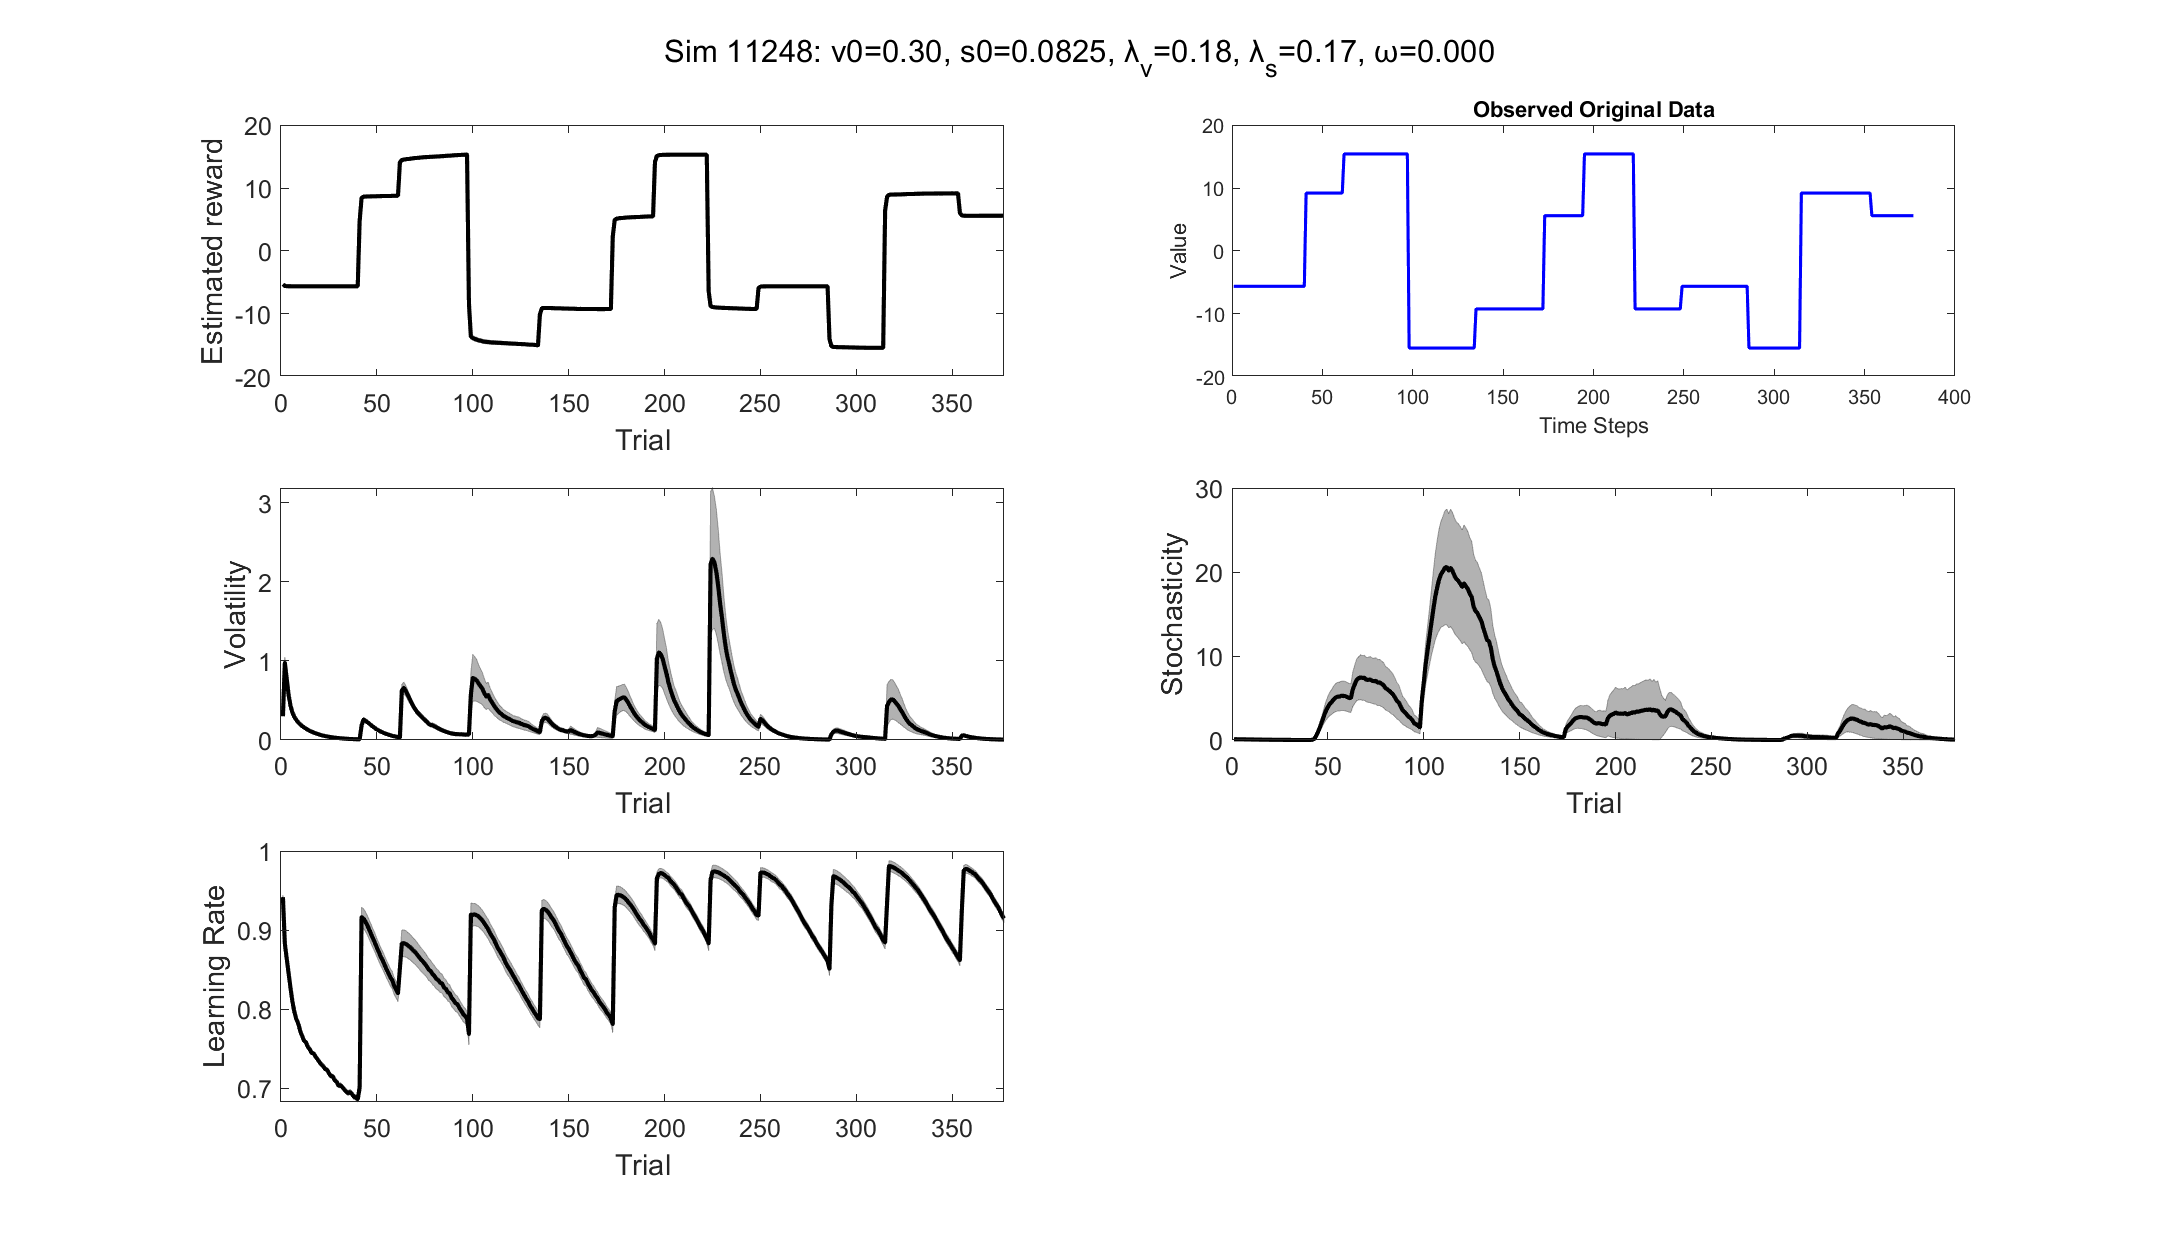 Sim 11248: v0=0.30, s0=0.0825, λv=0.18, λs=0.17, ω=0.000
Estimated reward
20
10
0
-10
-20
0 50 100 150 200 250 300 350
Trial
Observed Original Data
Value
20
10
0
-10
-20
0 50 100 150 200 250 300 350 400
Time Steps
Volatility
3
2
1
0
0 50 100 150 200 250 300 350
Trial
Stochasticity
30
20
10
0
0 50 100 150 200 250 300 350
Trial
Learning Rate
1
0.9
0.8
0.7
0 50 100 150 200 250 300 350
Trial